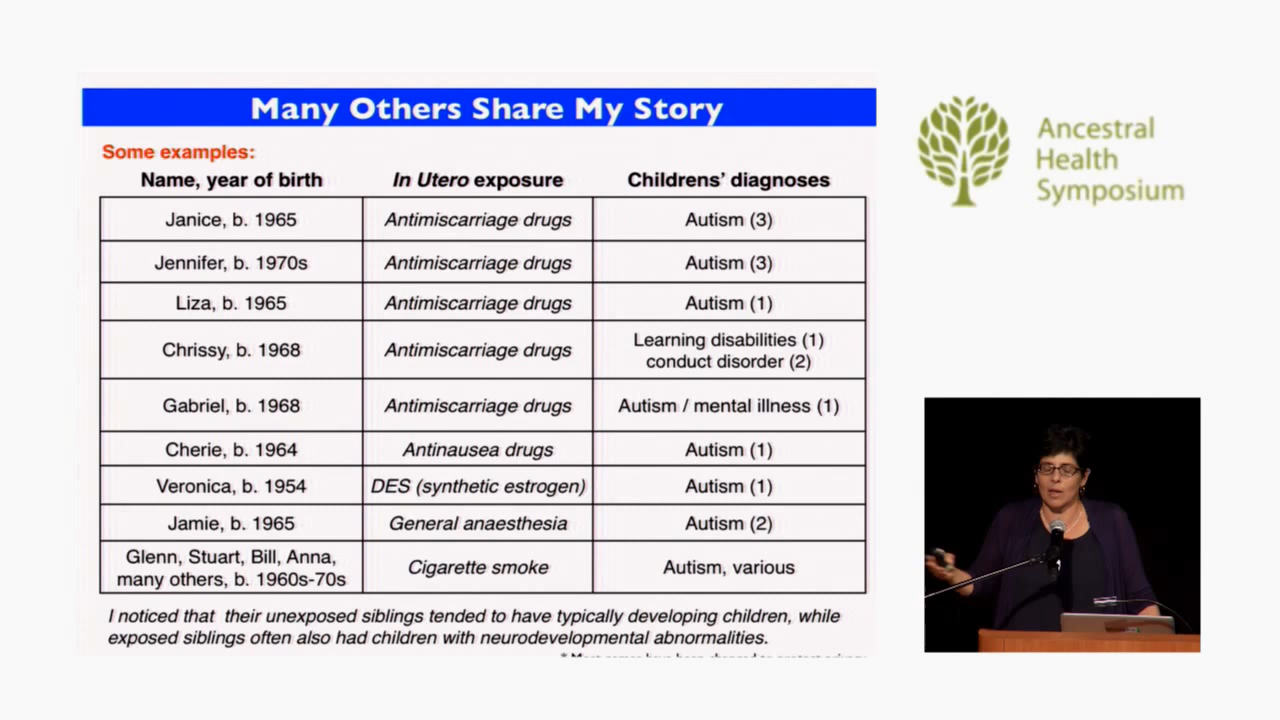 Many Others Share My Story
Some examples:
Name, year of birth
In Utero exposure
Childrens' diagnoses
Janice, b. 1965
Antimiscarriage drugs
Autism (3)
Jennifer, b. 1970s
Antimiscarriage drugs
Autism (3)
Liza, b. 1965
Antimiscarriage drugs
Autism (1)
Chrissy, b. 1968
Antimiscarriage drugs
Learning disabilities (1)
conduct disorder (2)
Gabriel, b. 1968
Antimiscarriage drugs
Autism / mental illness (1)
Cherie, b. 1964
Antinausea drugs
Autism (1)
Veronica, b. 1954
DES (synthetic estrogen)
Autism (1)
Jamie, b. 1965
General anaesthesia
Autism (2)
Glenn, Stuart, Bill, Anna,
many others, b. 1960s-70s
Cigarette smoke
Autism, various
I noticed that their unexposed siblings tended to have typically developing children, while
exposed siblings often also had children with neurodevelopmental abnormalities.
Ancestral
Health
Symposium